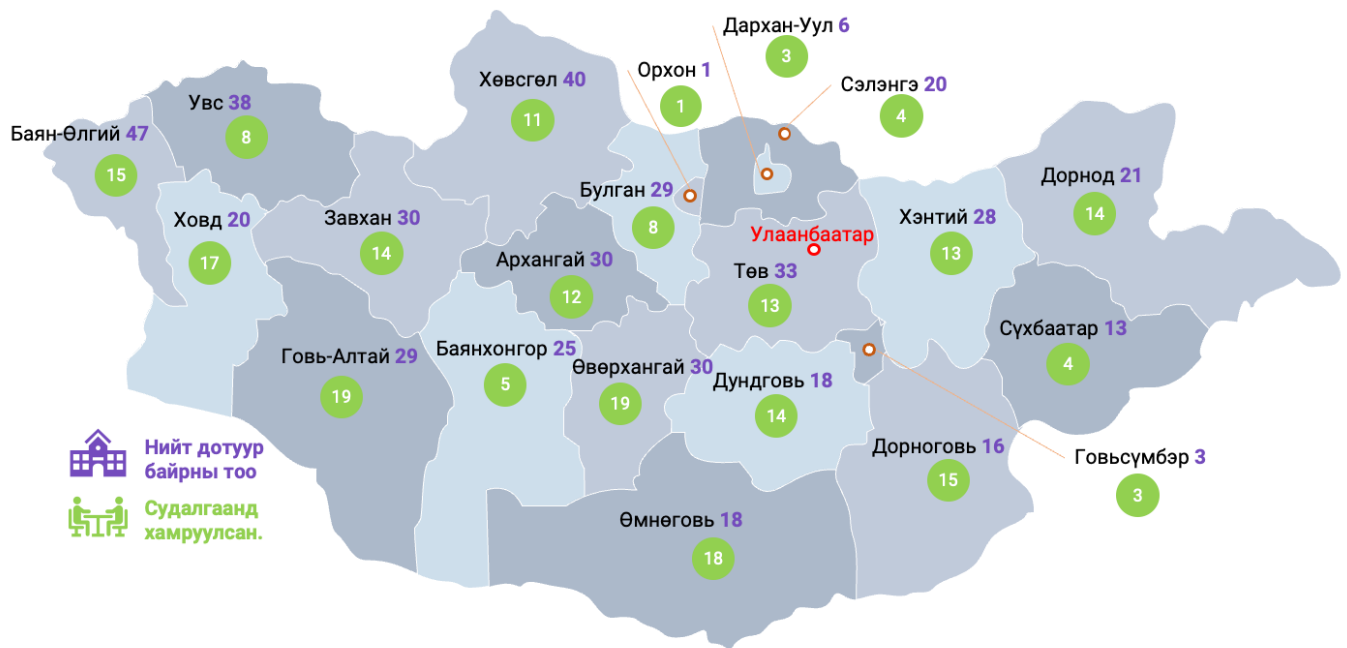 Дархан-Уул 6
3
Орхон 1
1
Сэлэнгэ 20
4
Хөвсгөл 40
11
Увс 38
8
Баян-Өлгий 47
15
Дорнод 21
14
Булган 29
8
Ховд 20
17
Завхан 30
14
Хэнтий 28
13
Улаанбаатар
Архангай 30
12
Төв 33
13
Сүхбаатар 13
4
Говь-Алтай 29
19
Баянхонгор 25
5
Өвөрхангай 30
19
Дундговь 18
14
Дорноговь 16
15
Говьсүмбэр 3
3
Өмнөговь 18
18
Нийт дотуур
байрны тоо
Судалгаанд
хамруулсан.